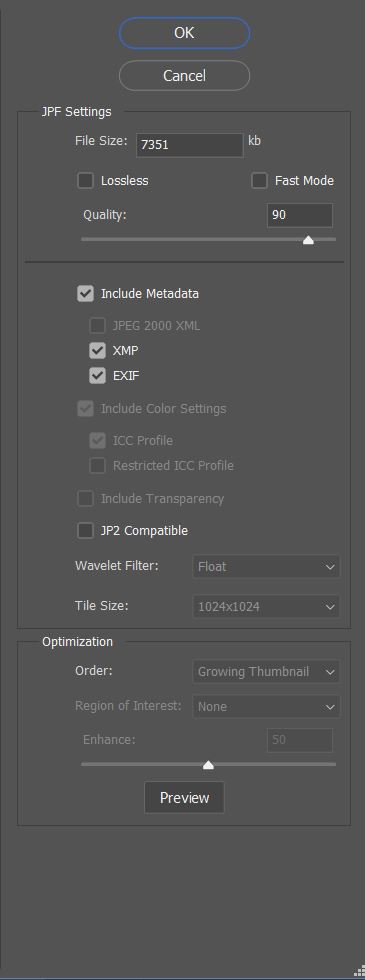 OK
Cancel
JPF Settings
File Size: 7351 kb
Lossless Fast Mode
Quality: 90
Include Metadata
JPEG 2000 XML
XMP
EXIF
Include Color Settings
ICC Profile
Restricted ICC Profile
Include Transparency
JP2 Compatible
Wavelet Filter: Float
Tile Size: 1024x1024
Optimization
Order: Growing Thumbnail
Region of Interest: None
Enhance: 50
Preview